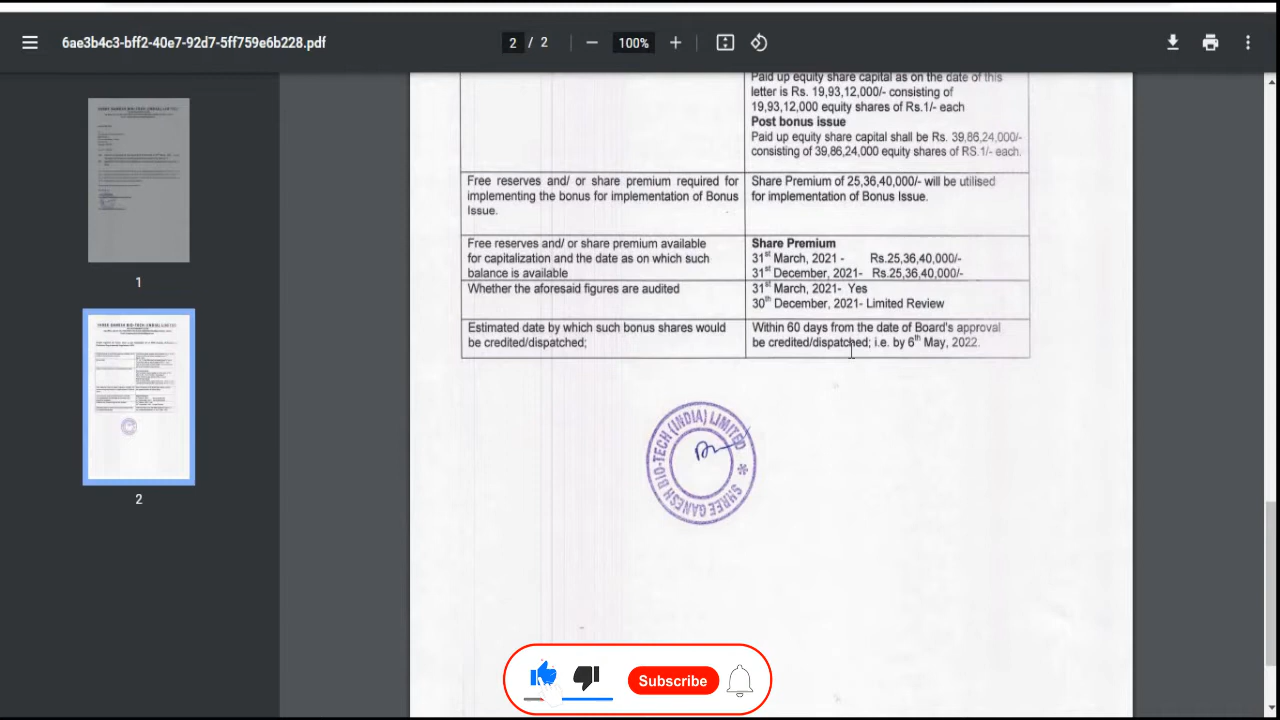 6ae3b4c3-bff2-40e7-92d7-5ff759e6b228.pdf
2 / 2
100%
Paid up equity share capital as on the date of this
letter is Rs. 19,93,12,000/- consisting of
19,93,12,000 equity shares of Rs.1/- each
Post bonus issue
Paid up equity share capital shall be Rs. 39,86,24,000/-
consisting of 39,86,24,000 equity shares of RS.1/- each.
Free reserves and/ or share premium required for
implementing the bonus for implementation of Bonus
Issue.
Share Premium of 25,36,40,000/- will be utilised
for implementation of Bonus Issue.
Free reserves and/ or share premium available
for capitalization and the date as on which such
balance is available
Share Premium
31st March, 2021 - Rs.25,36,40,000/-
31st December, 2021- Rs.25,36,40,000/-
Whether the aforesaid figures are audited
31st March, 2021- Yes
30th December, 2021- Limited Review
Estimated date by which such bonus shares would
be credited/dispatched;
Within 60 days from the date of Board's approval
be credited/dispatched; i.e. by 6th May, 2022.
SHREE GANESH BIO-TECH (INDIA) LIMITED *
1
2
Subscribe